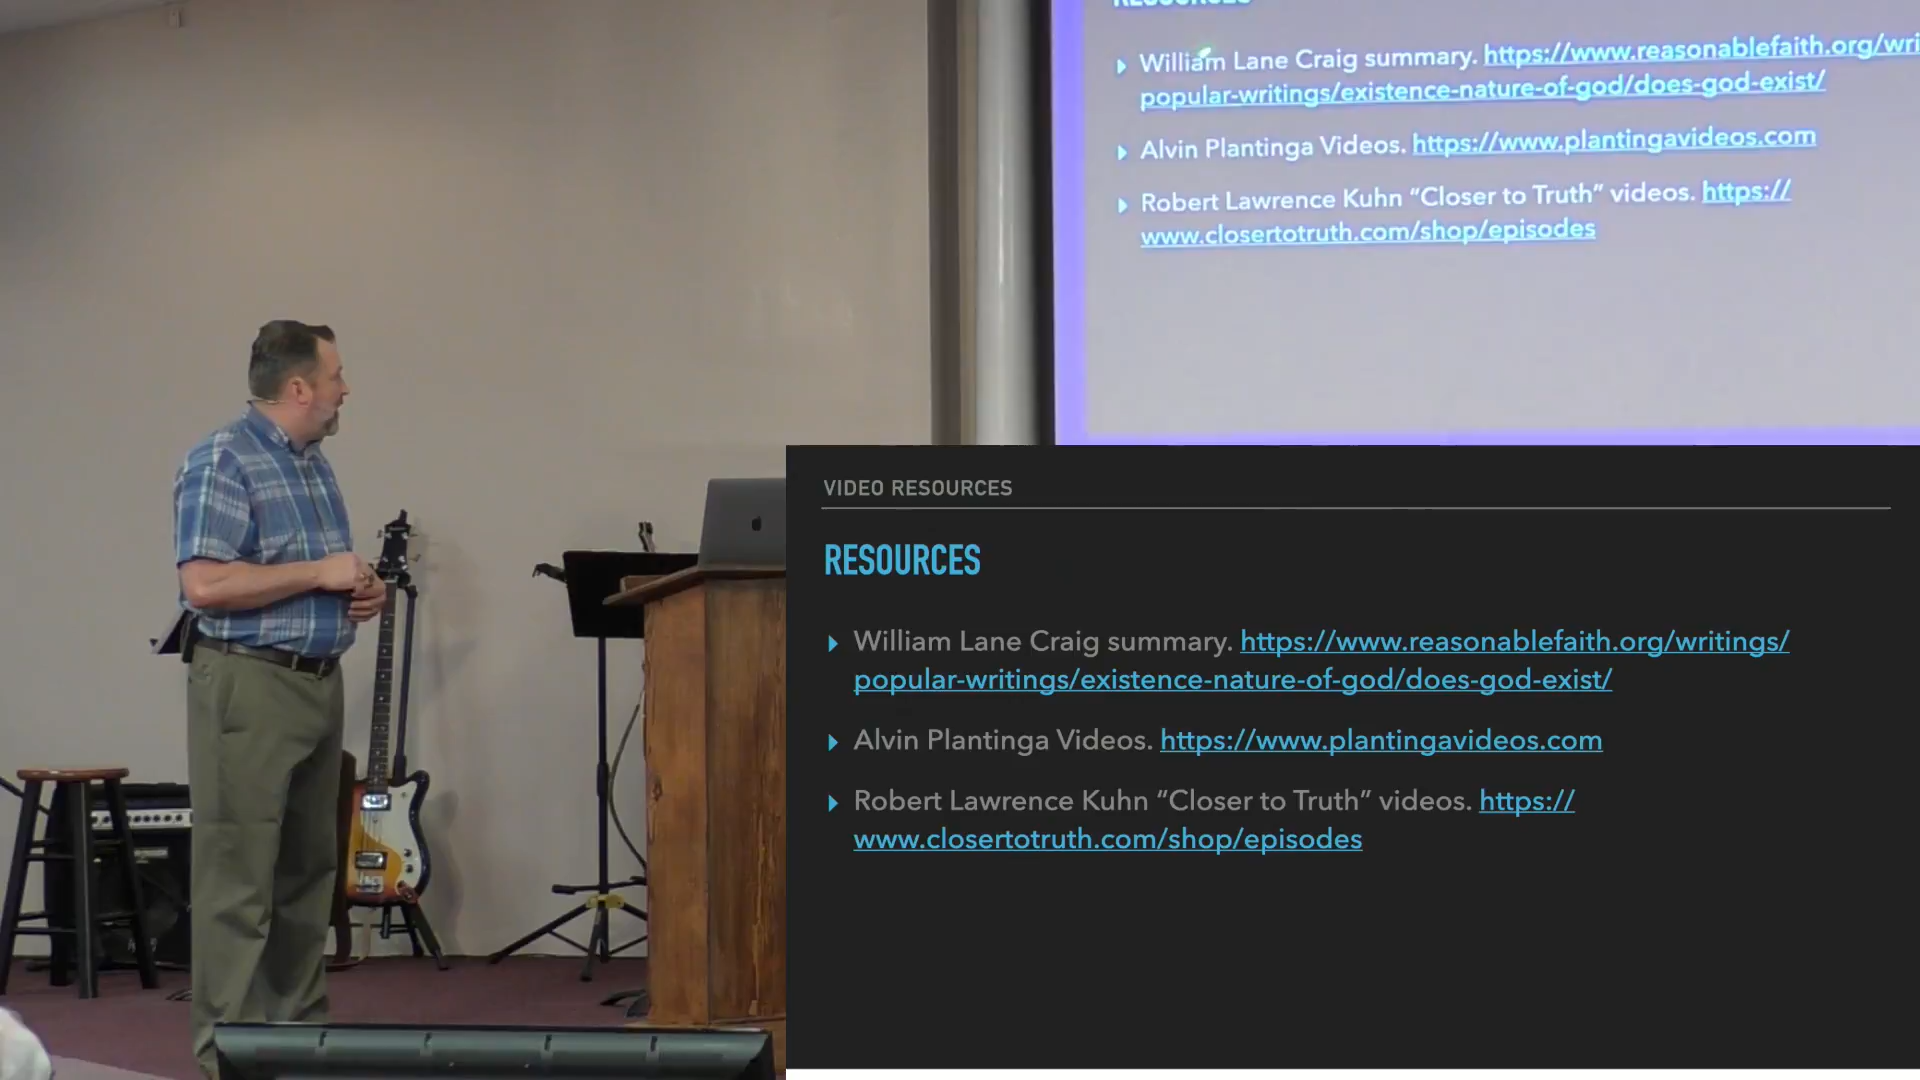 RESOURCES
William Lane Craig summary. https://www.reasonablefaith.org/wri
popular-writings/existence-nature-of-god/does-god-exist/
Alvin Plantinga Videos. https://www.plantingavideos.com
Robert Lawrence Kuhn “Closer to Truth” videos. https://
www.closertotruth.com/shop/episodes
VIDEO RESOURCES
RESOURCES
William Lane Craig summary. https://www.reasonablefaith.org/writings/
popular-writings/existence-nature-of-god/does-god-exist/
Alvin Plantinga Videos. https://www.plantingavideos.com
Robert Lawrence Kuhn “Closer to Truth” videos. https://
www.closertotruth.com/shop/episodes